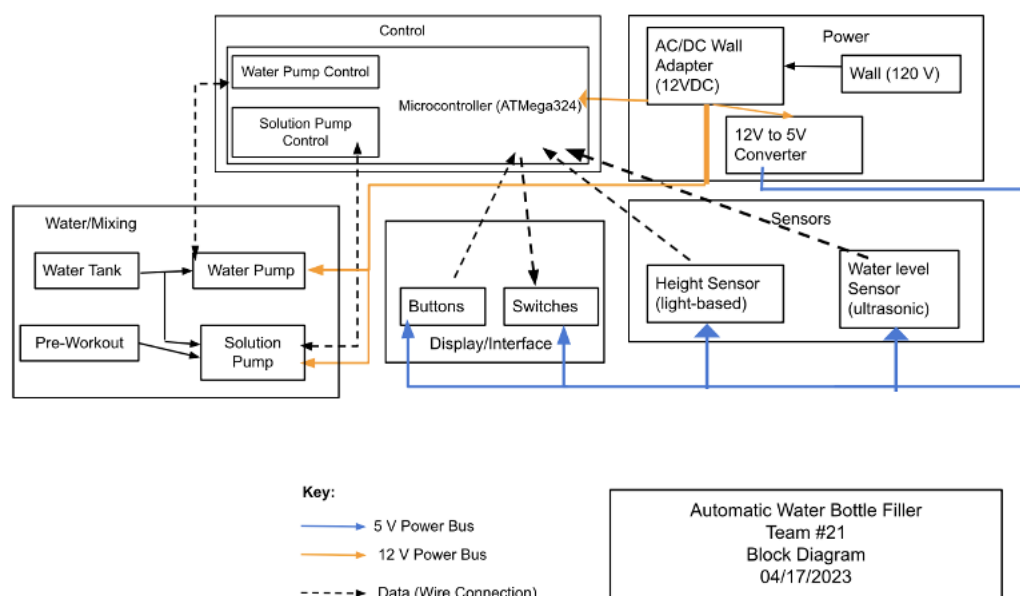 Control
Water Pump Control
Solution Pump
Control
Microcontroller (ATMega324)
Power
AC/DC Wall
Adapter
(12VDC)
Wall (120 V)
12V to 5V
Converter
Water/Mixing
Water Tank
Water Pump
Pre-Workout
Solution
Pump
Buttons
Switches
Display/Interface
Sensors
Height Sensor
(light-based)
Water level
Sensor
(ultrasonic)
Key:
5 V Power Bus
12 V Power Bus
Data (Wire Connection)
Automatic Water Bottle Filler
Team #21
Block Diagram
04/17/2023